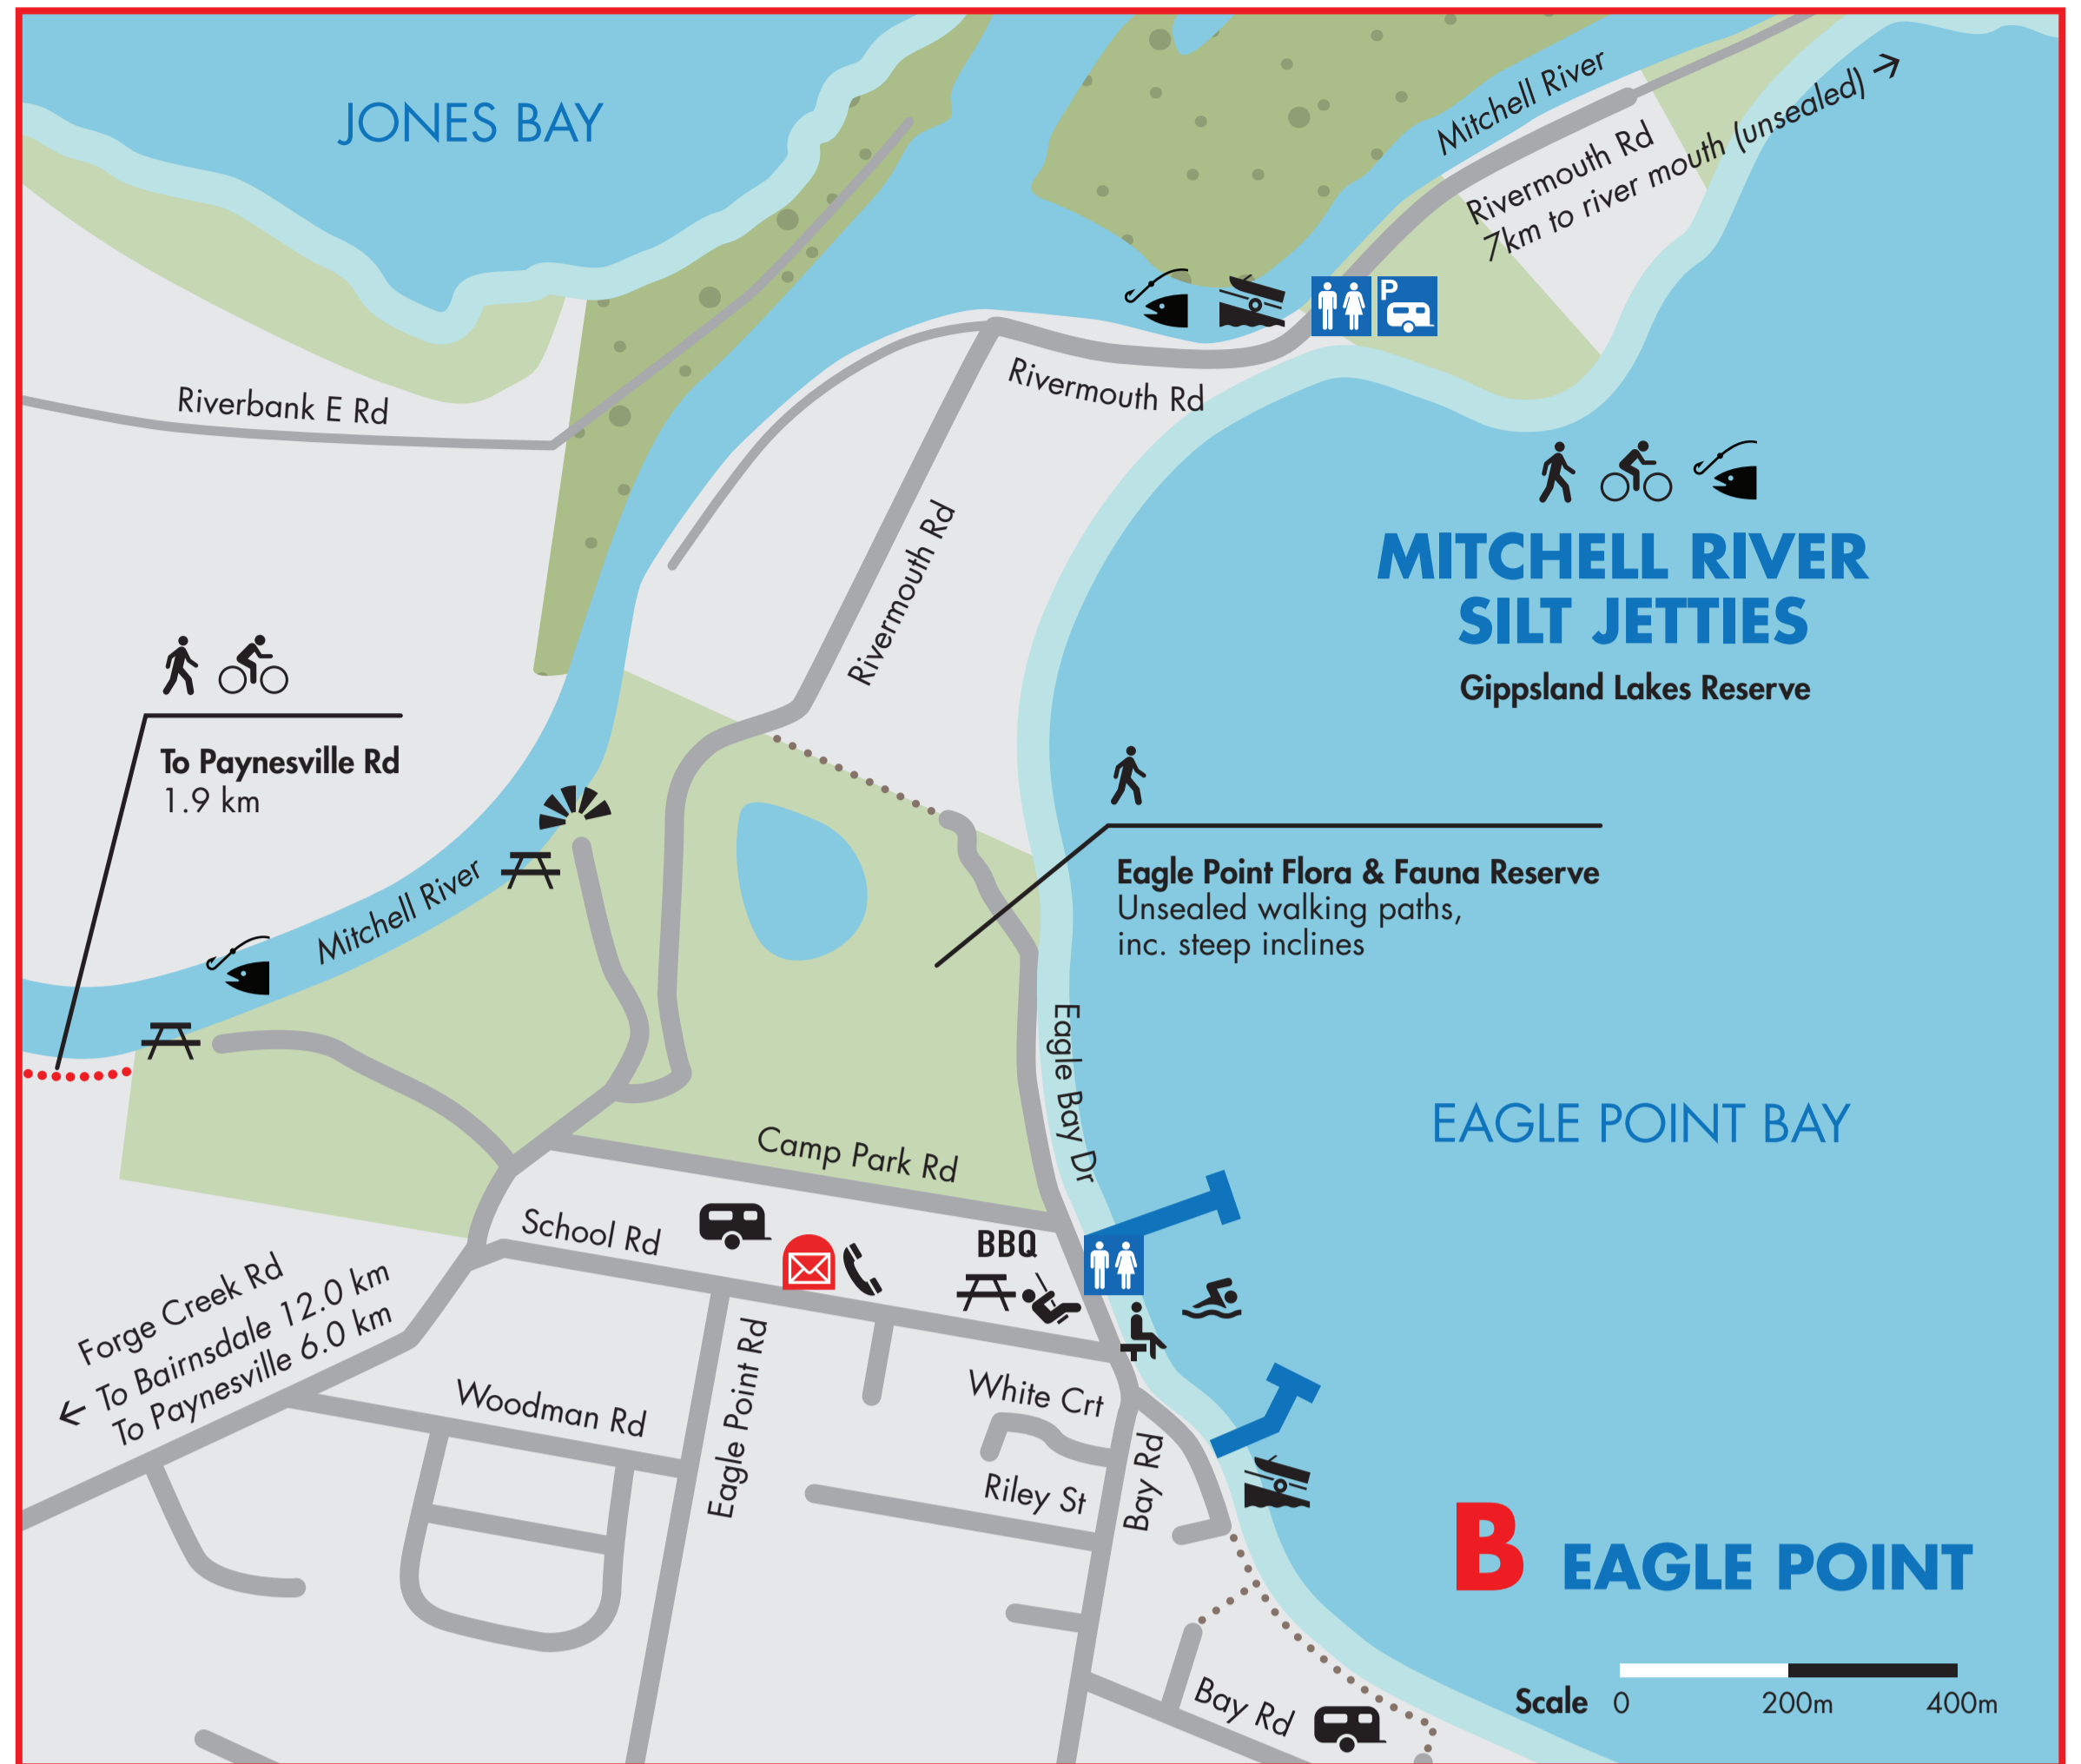 JONES BAY
Mitchell River
Rivermouth Rd
7km to river mouth (unsealed)
P
Rivermouth Rd
Riverbank E Rd
Rivermouth Rd
MITCHELL RIVER
SILT JETTIES
Gippsland Lakes Reserve
To Paynesville Rd
1.9 km
Eagle Point Flora & Fauna Reserve
Unsealed walking paths,
inc. steep inclines
Mitchell River
Eagle Bay Dr
EAGLE POINT BAY
Camp Park Rd
School Rd
BBQ
Forge Creek Rd
To Bairnsdale 12.0 km
To Paynesville 6.0 km
Eagle Point Rd
Woodman Rd
White Crt
Riley St
Bay Rd
B EAGLE POINT
Bay Rd
Scale 0 200m 400m